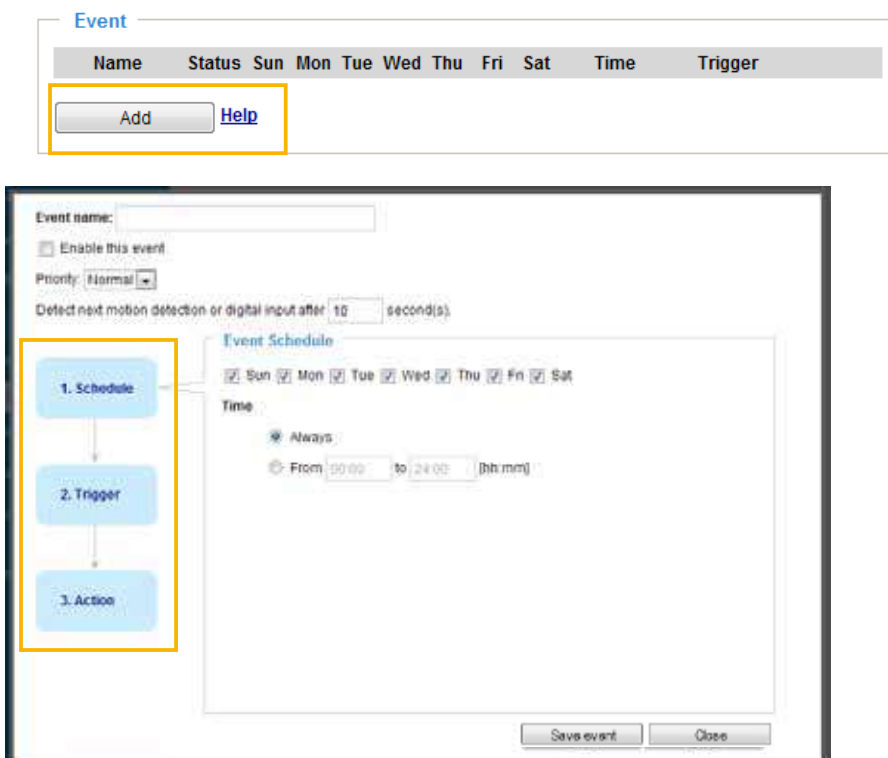 Event
Name Status Sun Mon Tue Wed Thu Fri Sat Time Trigger
Add Help
Event name:
Enable this event
Priority: Normal
Detect next motion detection or digital input after 10 second(s).
Event Schedule
1. Schedule
Sun Mon Tue Wed Thu Fri Sat
Time
Always
From 00:00 to 24:00 [hh:mm]
2. Trigger
3. Action
Save event Close